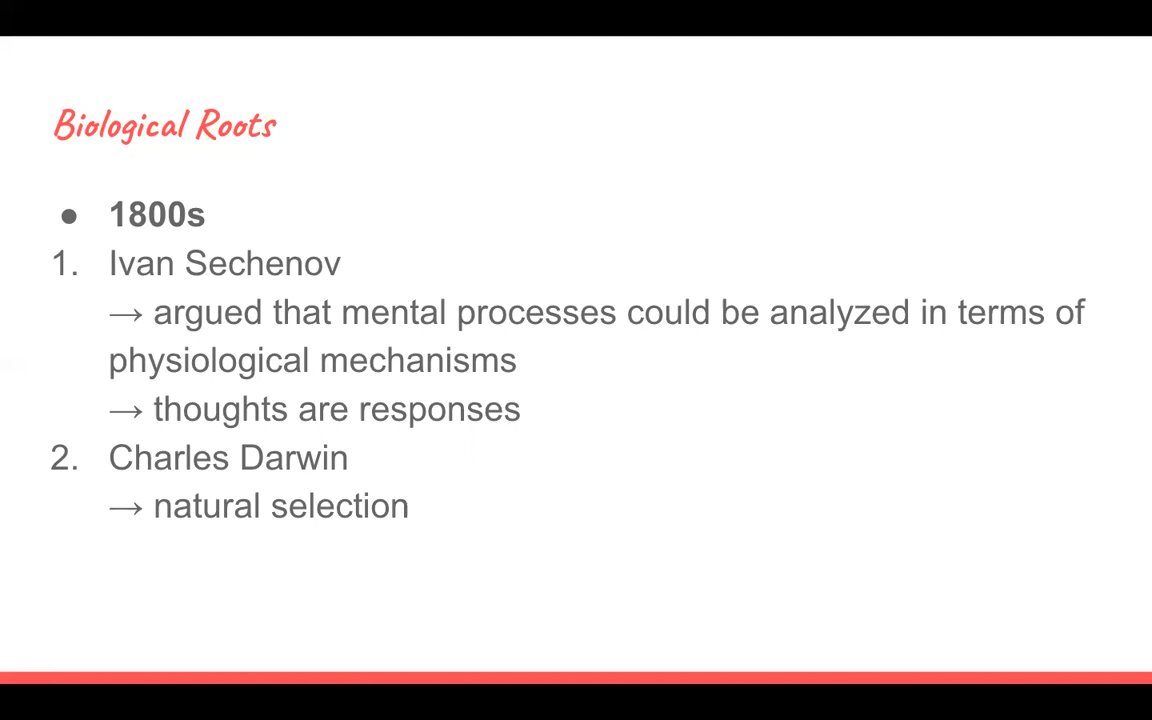 Biological Roots
● 1800s
1. Ivan Sechenov
→ argued that mental processes could be analyzed in terms of
physiological mechanisms
→ thoughts are responses
2. Charles Darwin
→ natural selection